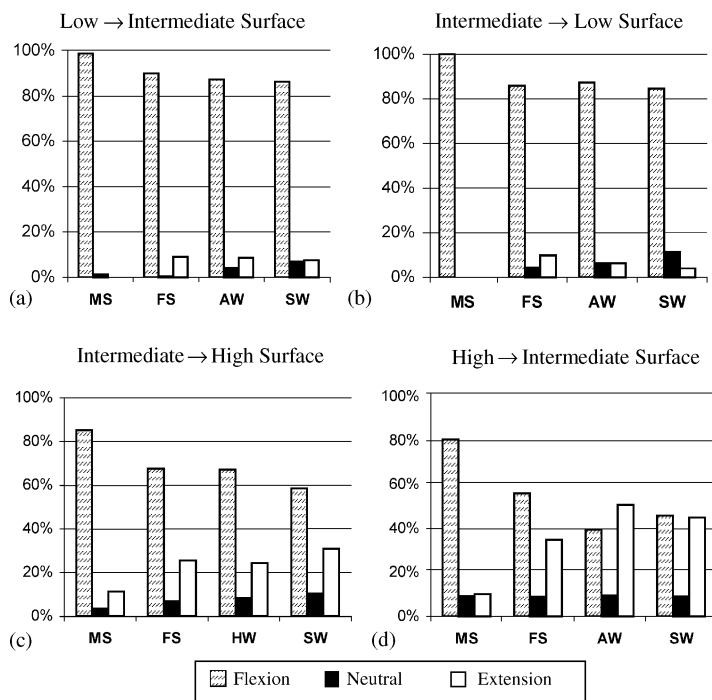 Low → Intermediate Surface
100%
80%
60%
40%
20%
0%
MS FS AW SW
(a)
Intermediate → Low Surface
100%
80%
60%
40%
20%
0%
MS FS AW SW
(b)
Intermediate → High Surface
100%
80%
60%
40%
20%
0%
MS FS HW SW
(c)
High → Intermediate Surface
100%
80%
60%
40%
20%
0%
MS FS AW SW
(d)
Flexion Neutral Extension